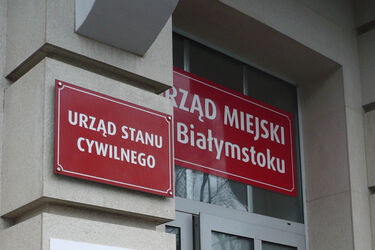 URZĄD STANU
CYWILNEGO
RZĄD MIEJSKI
Białymstoku